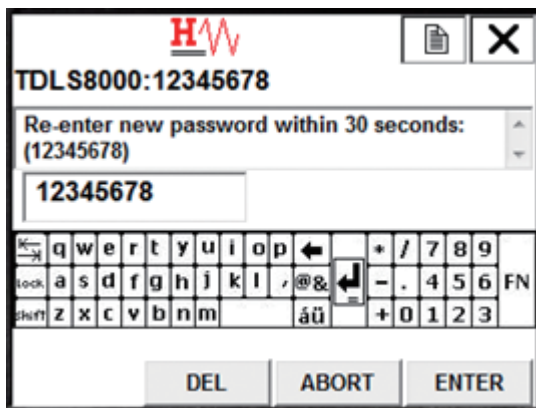 H
TDLS8000:12345678
Re-enter new password within 30 seconds:
(12345678)
12345678
q w e r t y u i o p * / 7 8 9
Lock a s d f g h j k l , @& - . 4 5 6 FN
shift z x c v b n m áü = + 0 1 2 3
DEL ABORT ENTER